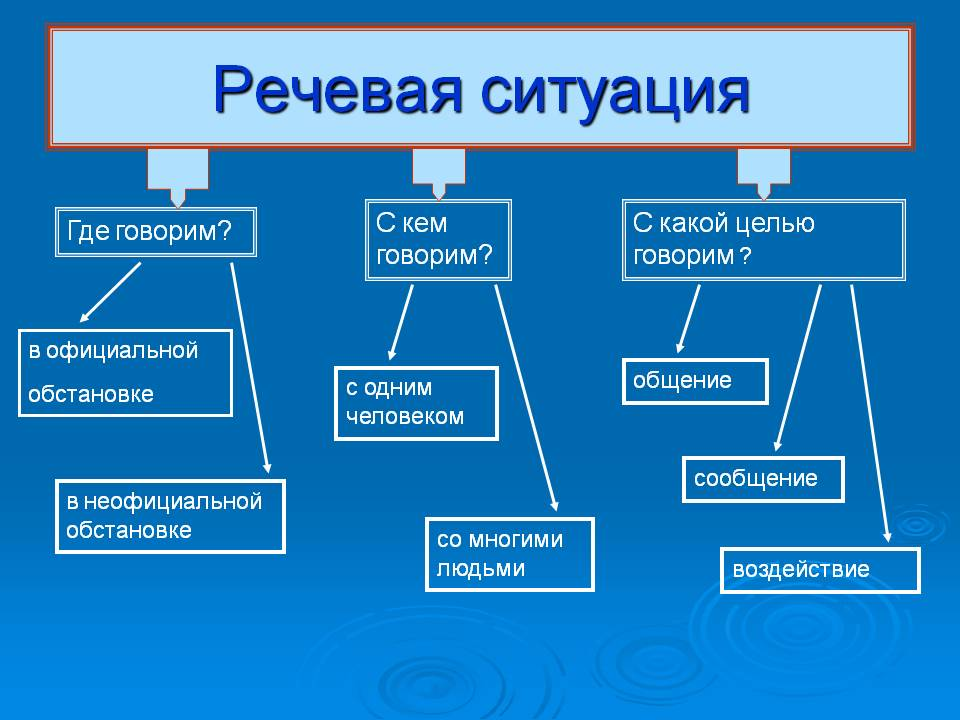 Речевая ситуация
Где говорим?
в официальной
обстановке
в неофициальной
обстановке
С кем
говорим?
с одним
человеком
со многими
людьми
С какой целью
говорим ?
общение
сообщение
воздействие